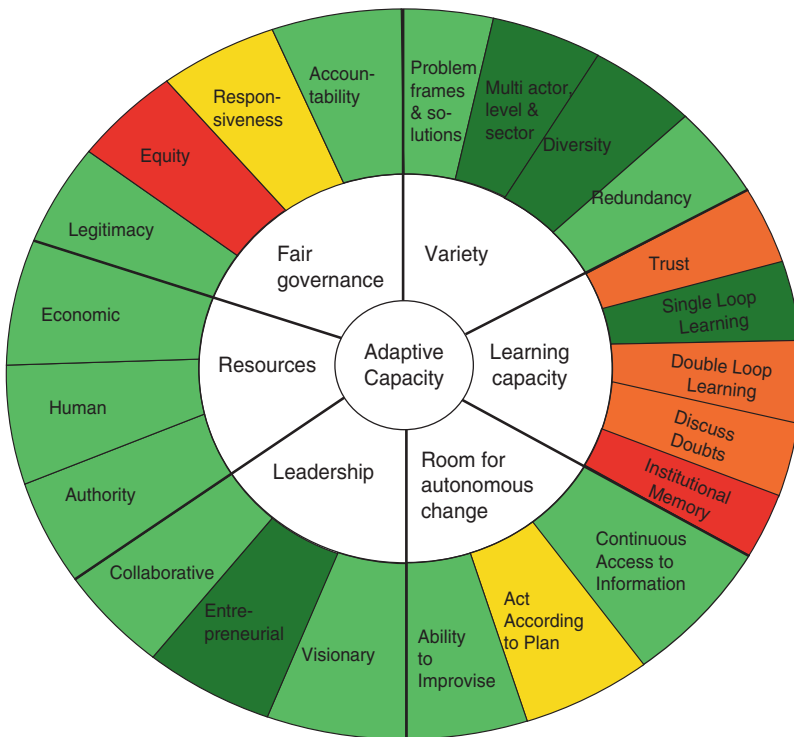 Adaptive
Capacity
Variety
Problem
frames
& so-
lutions
Multi actor,
level &
sector
Diversity
Redundancy
Learning
capacity
Trust
Single Loop
Learning
Double Loop
Learning
Discuss
Doubts
Institutional
Memory
Room for
autonomous
change
Continuous
Access to
Information
Act
According
to Plan
Ability
to
Improvise
Leadership
Visionary
Entre-
preneurial
Collaborative
Resources
Authority
Human
Economic
Fair
governance
Legitimacy
Equity
Respon-
siveness
Accoun-
tability